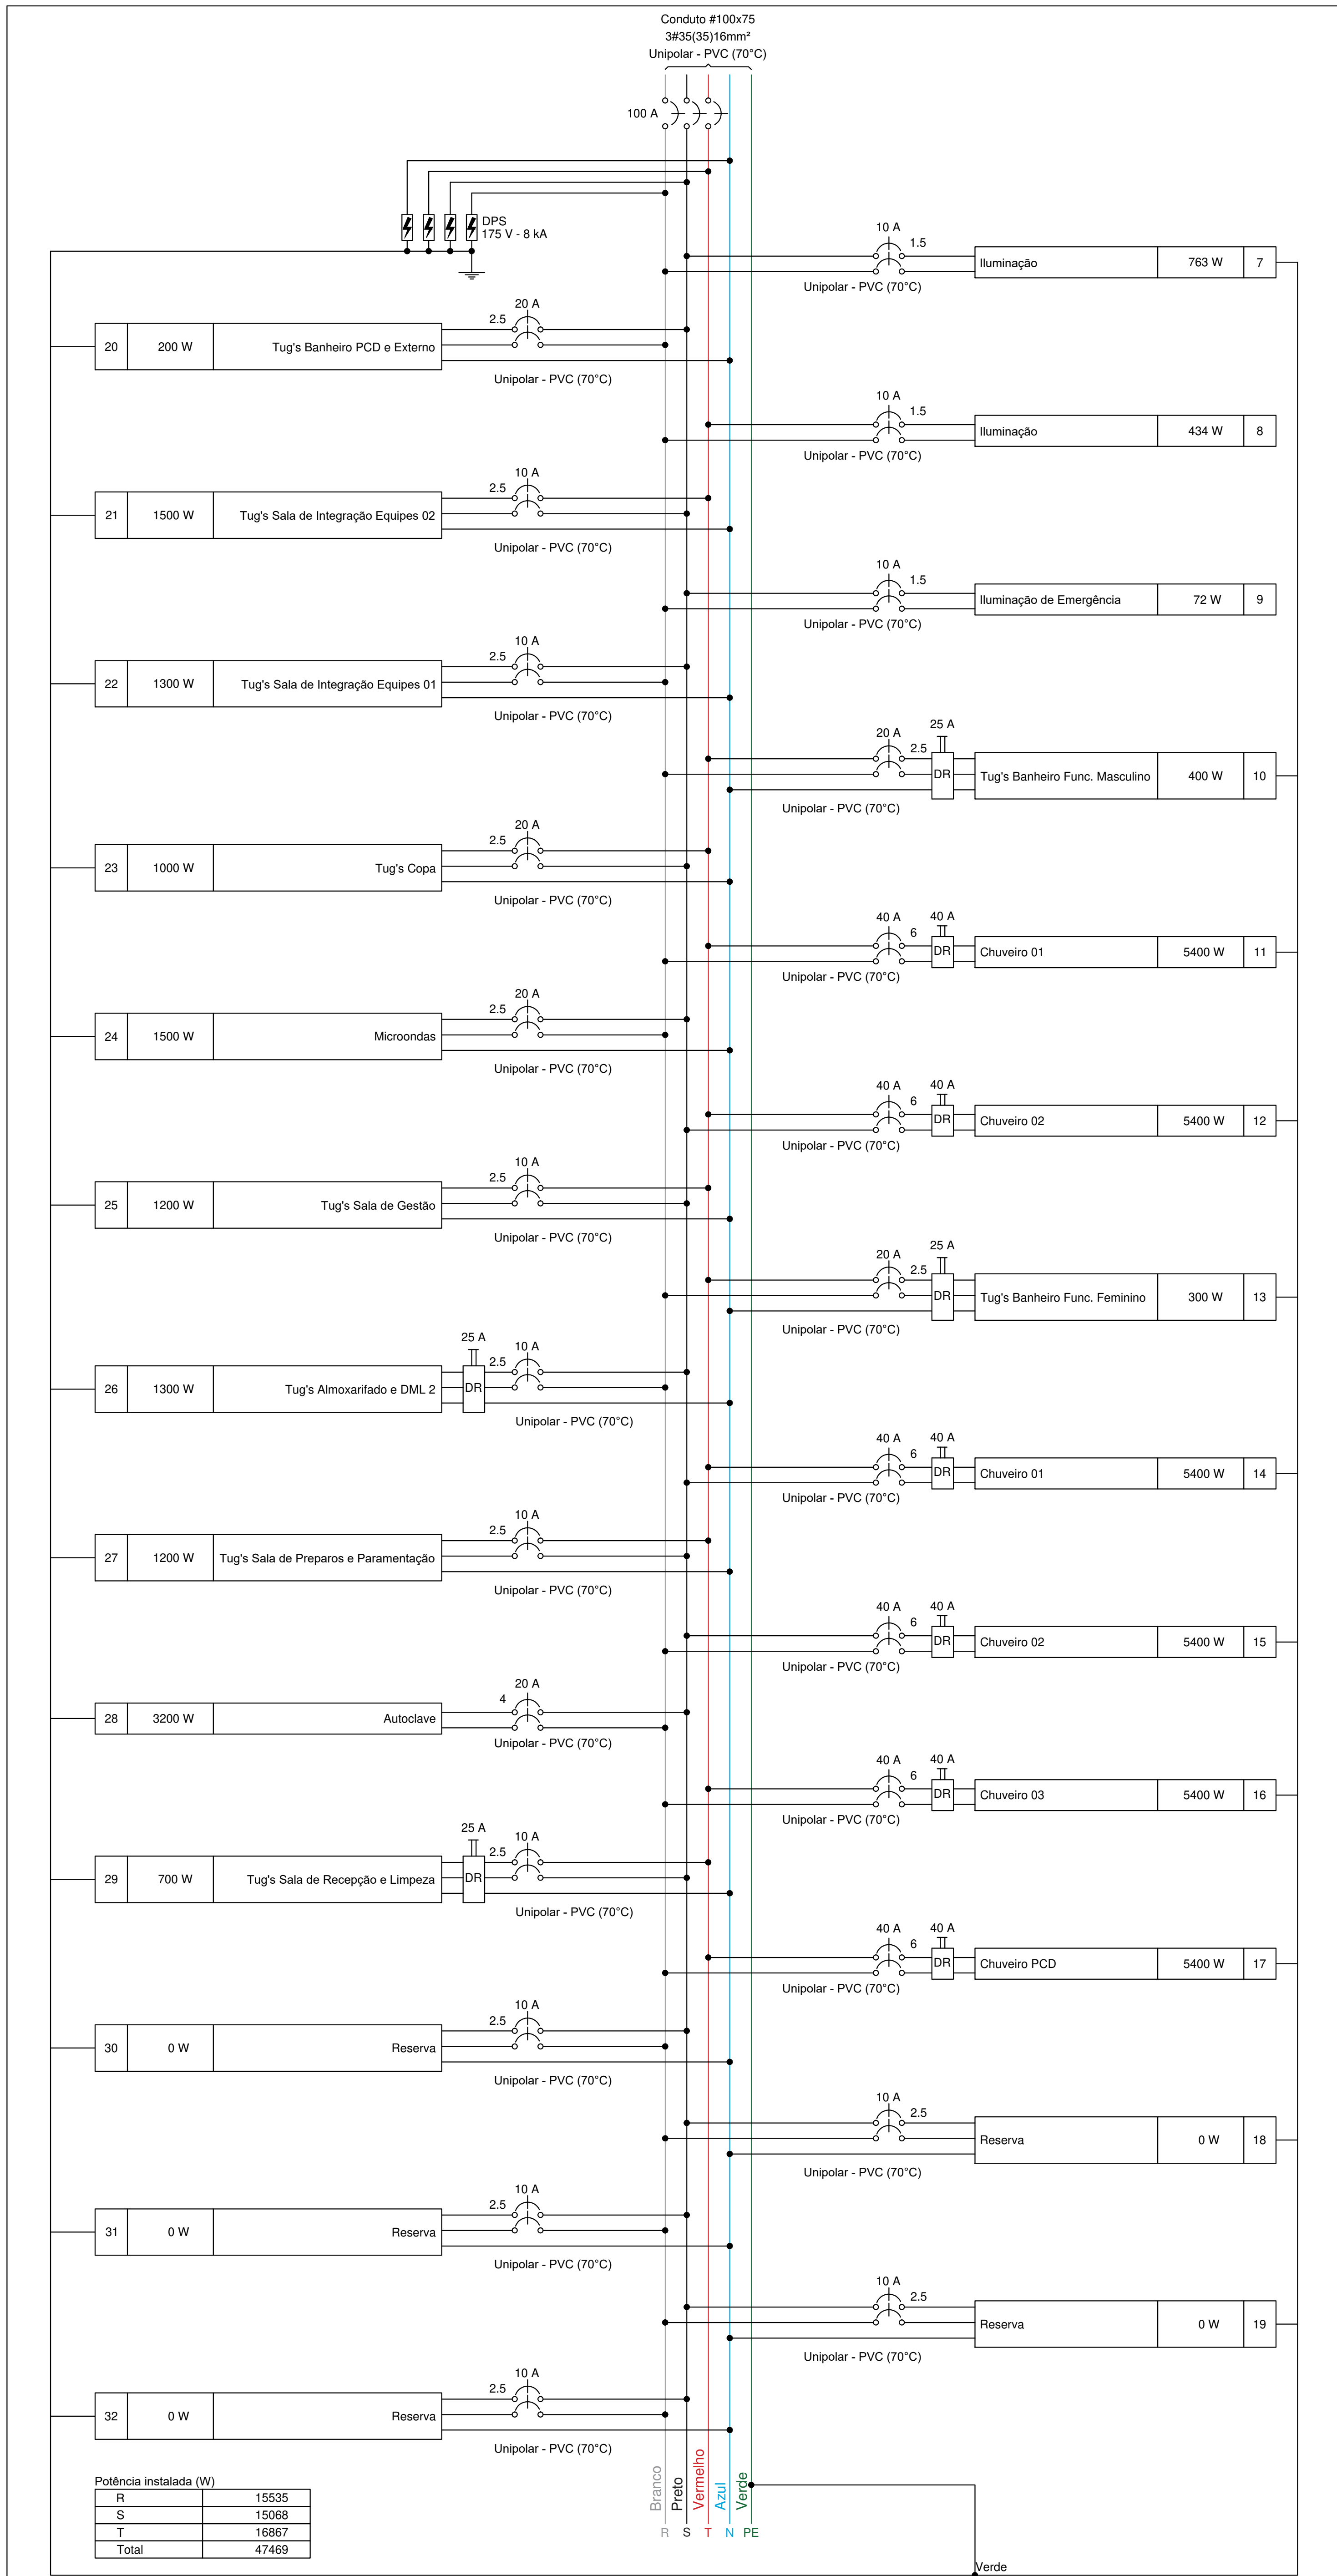 Conduto #100x75
3#35(35)16mm²
Unipolar - PVC (70°C)
100 A
DPS
175 V - 8 kA
10 A
1.5
Iluminação 763 W 7
Unipolar - PVC (70°C)
20 A
2.5
20 200 W Tug's Banheiro PCD e Externo
Unipolar - PVC (70°C)
10 A
1.5
Iluminação 434 W 8
Unipolar - PVC (70°C)
10 A
2.5
21 1500 W Tug's Sala de Integração Equipes 02
Unipolar - PVC (70°C)
10 A
1.5
Iluminação de Emergência 72 W 9
Unipolar - PVC (70°C)
10 A
2.5
22 1300 W Tug's Sala de Integração Equipes 01
Unipolar - PVC (70°C)
25 A
20 A
2.5
DR Tug's Banheiro Func. Masculino 400 W 10
Unipolar - PVC (70°C)
20 A
2.5
23 1000 W Tug's Copa
Unipolar - PVC (70°C)
40 A 40 A
6
DR Chuveiro 01 5400 W 11
Unipolar - PVC (70°C)
20 A
2.5
24 1500 W Microondas
Unipolar - PVC (70°C)
40 A 40 A
6
DR Chuveiro 02 5400 W 12
Unipolar - PVC (70°C)
10 A
2.5
25 1200 W Tug's Sala de Gestão
Unipolar - PVC (70°C)
25 A
20 A
2.5
DR Tug's Banheiro Func. Feminino 300 W 13
Unipolar - PVC (70°C)
25 A
10 A
2.5
26 1300 W Tug's Almoxarifado e DML 2 DR
Unipolar - PVC (70°C)
40 A 40 A
6
DR Chuveiro 01 5400 W 14
Unipolar - PVC (70°C)
10 A
2.5
27 1200 W Tug's Sala de Preparos e Paramentação
Unipolar - PVC (70°C)
40 A 40 A
6
DR Chuveiro 02 5400 W 15
Unipolar - PVC (70°C)
20 A
4
28 3200 W Autoclave
Unipolar - PVC (70°C)
40 A 40 A
6
DR Chuveiro 03 5400 W 16
Unipolar - PVC (70°C)
25 A
10 A
2.5
29 700 W Tug's Sala de Recepção e Limpeza DR
Unipolar - PVC (70°C)
40 A 40 A
6
DR Chuveiro PCD 5400 W 17
Unipolar - PVC (70°C)
10 A
2.5
30 0 W Reserva
Unipolar - PVC (70°C)
10 A
2.5
Reserva 0 W 18
Unipolar - PVC (70°C)
10 A
2.5
31 0 W Reserva
Unipolar - PVC (70°C)
10 A
2.5
Reserva 0 W 19
Unipolar - PVC (70°C)
10 A
2.5
32 0 W Reserva
Unipolar - PVC (70°C)
Potência instalada (W)
R 15535
S 15068
T 16867
Total 47469
Branco
Preto
Vermelho
Azul
Verde
R S T N PE
Verde